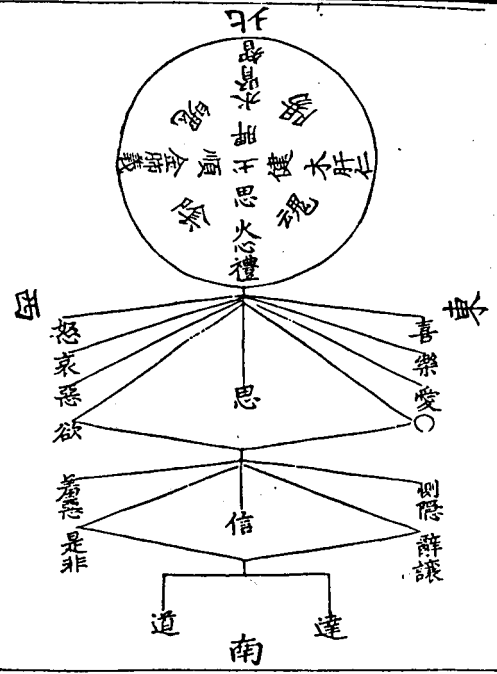 北
智腎水
魄
陽
脾土思
義肺金順
健木肝仁
陰
魂
火心禮
西
東
怒
喜
哀
樂
惡
愛
思
欲
○
羞惡
惻隱
信
是非
辭讓
道
達
南